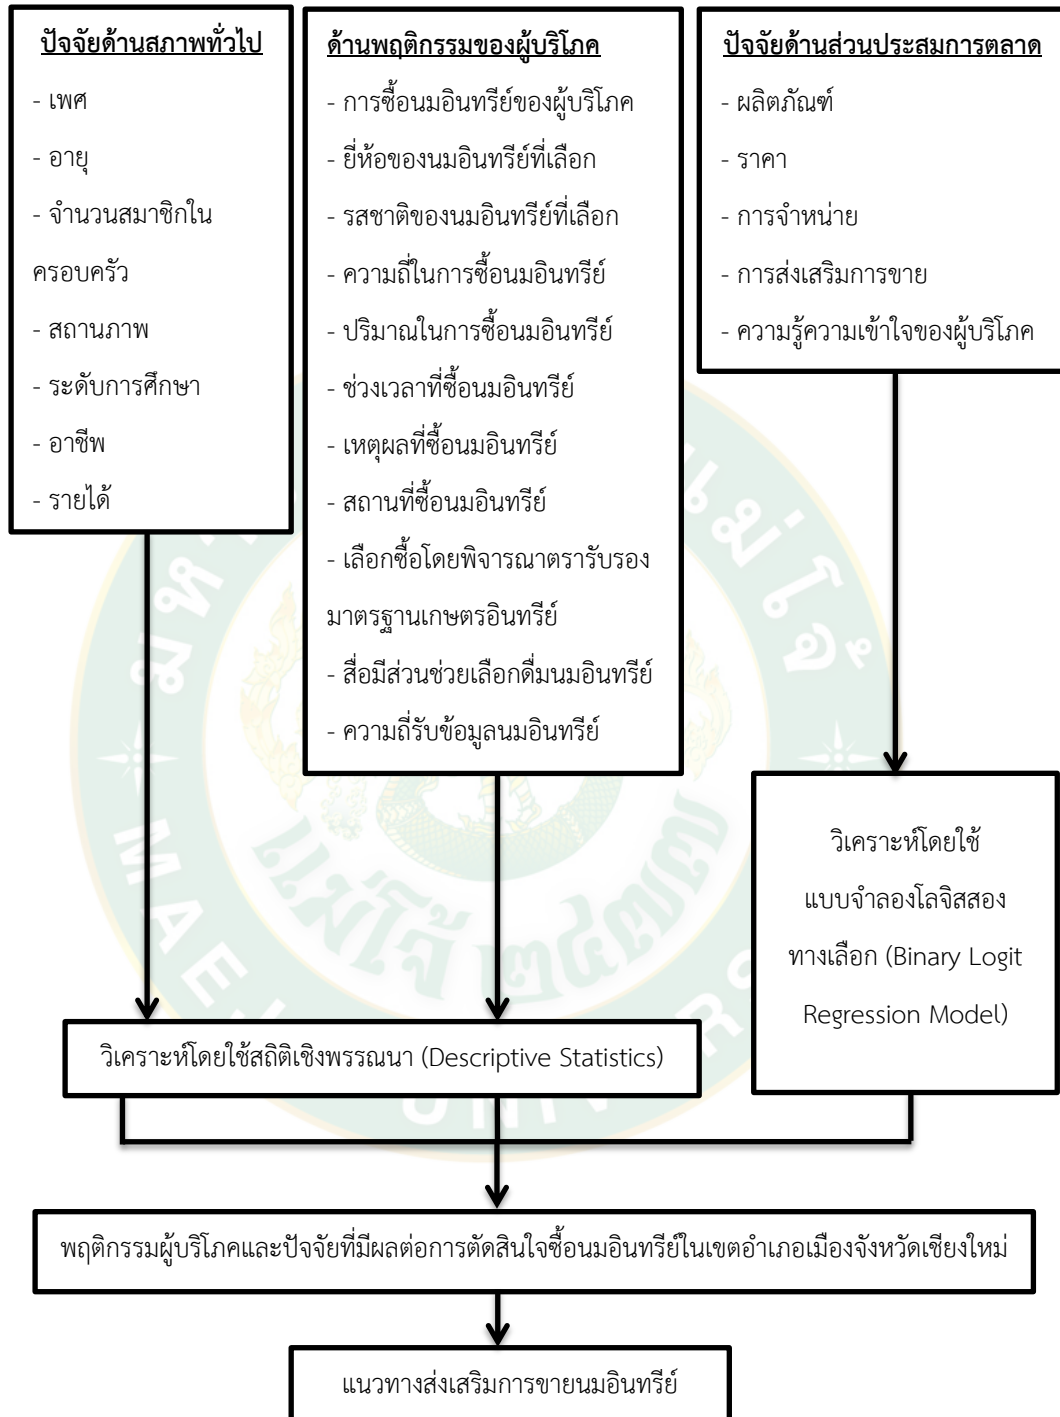 ปัจจัยด้านสภาพทั่วไป
- เพศ
- อายุ
- จำนวนสมาชิกใน
ครอบครัว
- สถานภาพ
- ระดับการศึกษา
- อาชีพ
- รายได้
ด้านพฤติกรรมของผู้บริโภค
- การซื้อนมอินทรีย์ของผู้บริโภค
- ยี่ห้อของนมอินทรีย์ที่เลือก
- รสชาติของนมอินทรีย์ที่เลือก
- ความถี่ในการซื้อนมอินทรีย์
- ปริมาณในการซื้อนมอินทรีย์
- ช่วงเวลาที่ซื้อนมอินทรีย์
- เหตุผลที่ซื้อนมอินทรีย์
- สถานที่ซื้อนมอินทรีย์
- เลือกซื้อโดยพิจารณาตรารับรอง
มาตรฐานเกษตรอินทรีย์
- สื่อมีส่วนช่วยเลือกดื่มนมอินทรีย์
- ความถี่รับข้อมูลนมอินทรีย์
ปัจจัยด้านส่วนประสมการตลาด
- ผลิตภัณฑ์
- ราคา
- การจำหน่าย
- การส่งเสริมการขาย
- ความรู้ความเข้าใจของผู้บริโภค
วิเคราะห์โดยใช้
แบบจำลองโลจิสสอง
ทางเลือก (Binary Logit
Regression Model)
วิเคราะห์โดยใช้สถิติเชิงพรรณนา (Descriptive Statistics)
พฤติกรรมผู้บริโภคและปัจจัยที่มีผลต่อการตัดสินใจซื้อนมอินทรีย์ในเขตอำเภอเมืองจังหวัดเชียงใหม่
แนวทางส่งเสริมการขายนมอินทรีย์
แม่โจ้ ๒๔๗๗